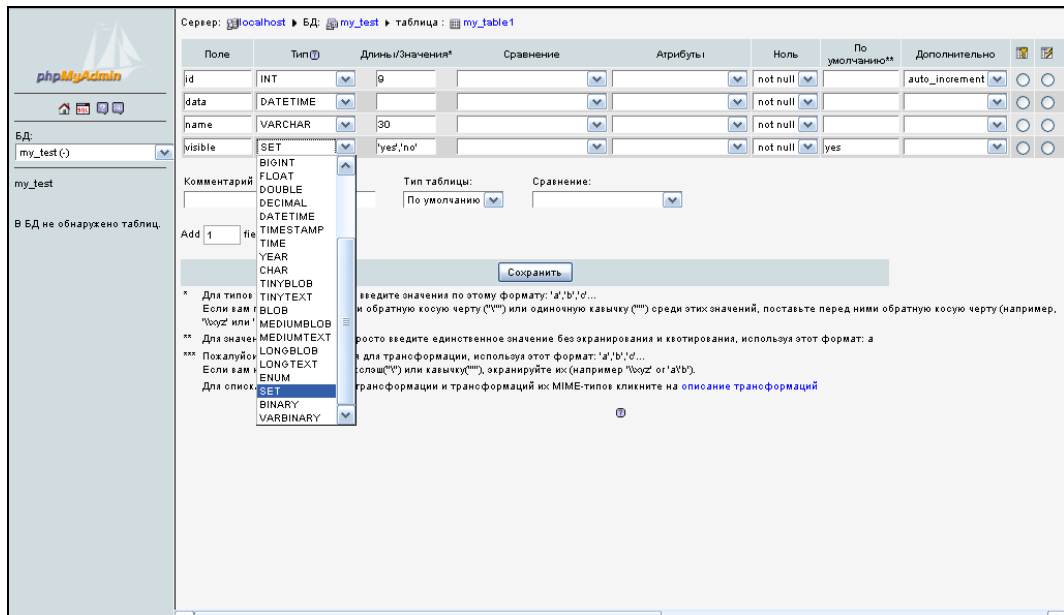 Сервер: localhost ▸ БД: my_test ▸ таблица : my_table1
phpMyAdmin
БД:
my_test (-)
my_test
В БД не обнаружено таблиц.
Поле Тип Длины/Значения* Сравнение Атрибуты Ноль По умолчанию** Дополнительно
id INT 9 not null auto_increment
data DATETIME not null
name VARCHAR 30 not null
visible SET 'yes','no' not null yes
BIGINT
FLOAT
DOUBLE
DECIMAL
DATETIME
TIMESTAMP
TIME
YEAR
CHAR
TINYBLOB
TINYTEXT
BLOB
MEDIUMBLOB
MEDIUMTEXT
LONGBLOB
LONGTEXT
ENUM
SET
BINARY
VARBINARY
Комментарий Тип таблицы: Сравнение:
По умолчанию
Add 1 fie
Сохранить
* Для типов введите значения по этому формату: 'a','b','c'...
Если вам и обратную косую черту ("\") или одиночную кавычку ("'") среди этих значений, поставьте перед ними обратную косую черту (например,
'\\xyz' или '
** Для значен росто введите единственное значение без экранирования и квотирования, используя этот формат: a
*** Пожалуйс я для трансформации, используя этот формат: 'a','b','c'...
Если вам слэш("\") или кавычку("'"), экранируйте их (например '\\xyz' or 'a\'b').
Для списк трансформации и трансформаций их MIME-типов кликните на описание трансформаций